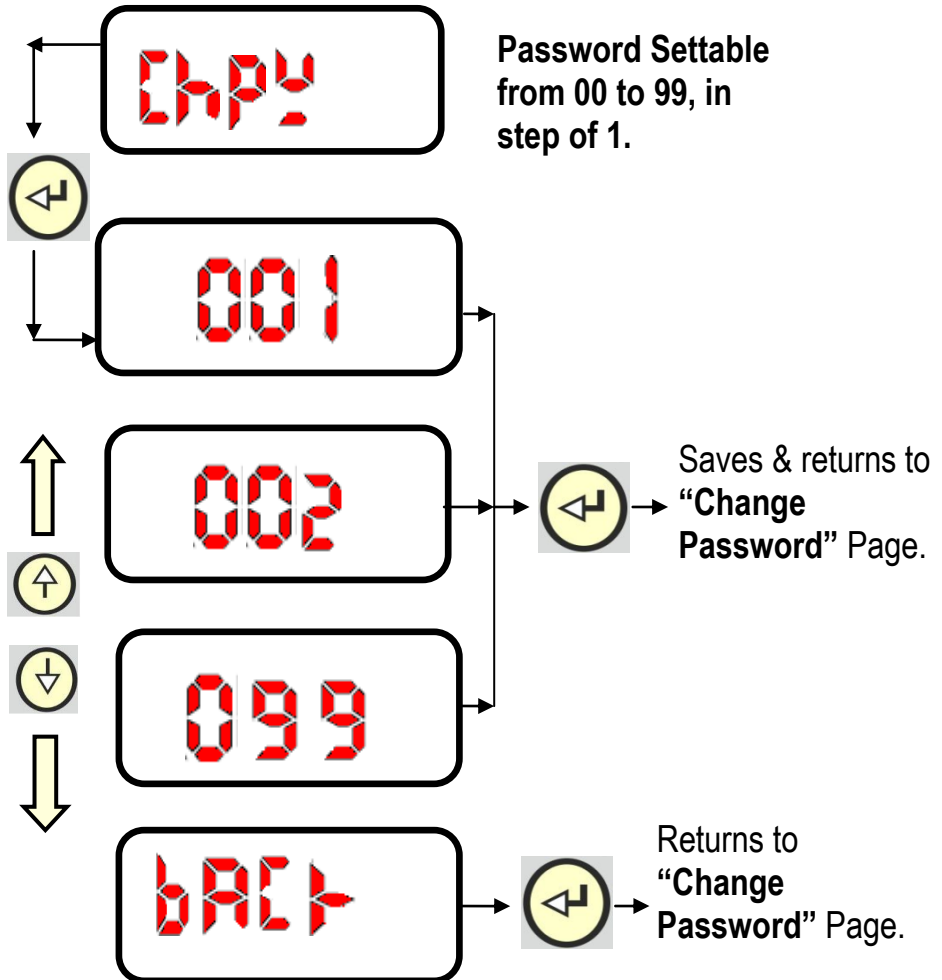 ChPY
Password Settable
from 00 to 99, in
step of 1.
001
002
Saves & returns to
“Change
Password” Page.
099
bACk
Returns to
“Change
Password” Page.